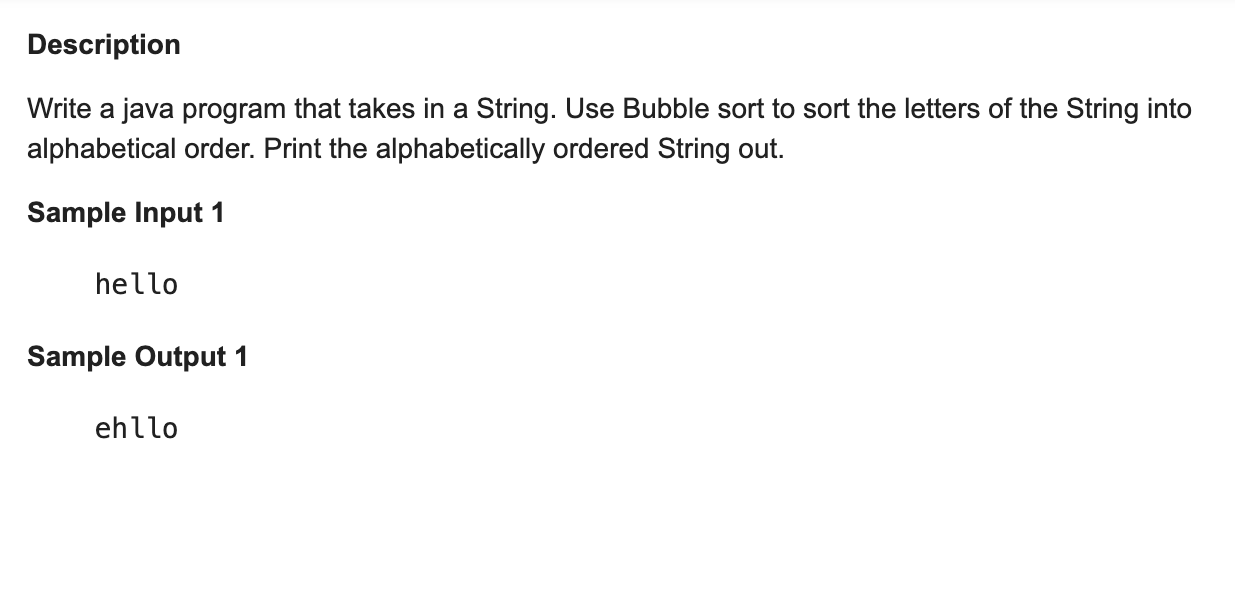 Description
Write a java program that takes in a String. Use Bubble sort to sort the letters of the String into
alphabetical order. Print the alphabetically ordered String out.
Sample Input 1
hello
Sample Output 1
ehllo